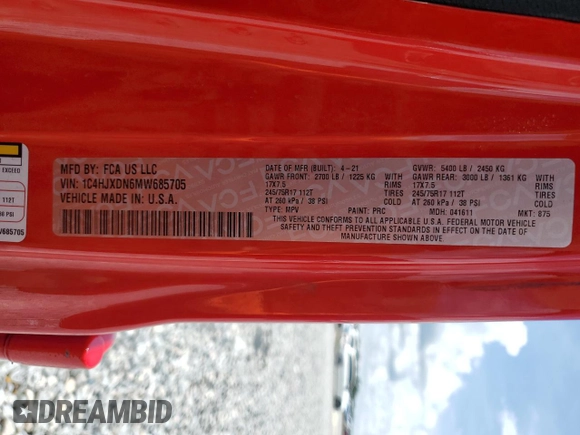 MFD BY: FCA US LLC
VIN: 1C4HJXDN6MW685705
VEHICLE MADE IN: U.S.A.
DATE OF MFR (BUILT): 4-21
GAWR FRONT: 2700 LB / 1225 KG WITH
17X7.5 RIMS
245/75R17 112T TIRES
AT 260 kPa / 38 PSI COLD
TYPE: MPV PAINT: PRC
GVWR: 5400 LB / 2450 KG
GAWR REAR: 3000 LB / 1361 KG WITH
17X7.5 RIMS
245/75R17 112T TIRES
AT 260 kPa / 38 PSI COLD
MDH: 041611 MKT: 875
THIS VEHICLE CONFORMS TO ALL APPLICABLE U.S.A. FEDERAL MOTOR VEHICLE
SAFETY AND THEFT PREVENTION STANDARDS IN EFFECT ON THE DATE OF
MANUFACTURE SHOWN ABOVE
EXCEED
112T
PSI
685705
DREAMBID